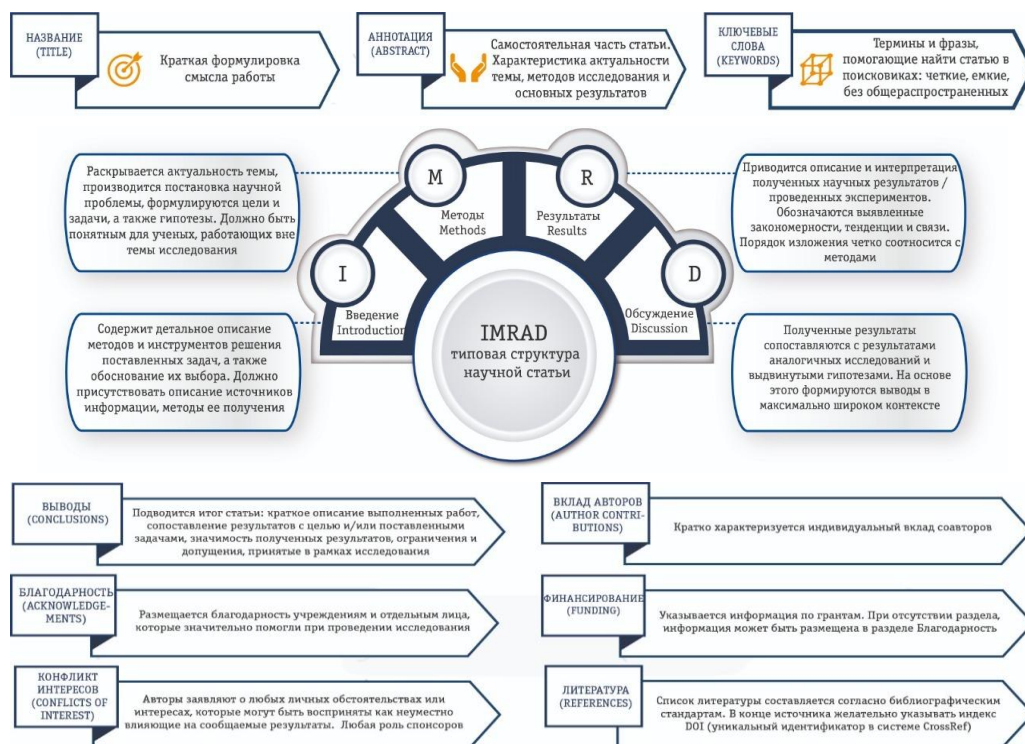 НАЗВАНИЕ
(TITLE)
Краткая формулировка
смысла работы
АННОТАЦИЯ
(ABSTRACT)
Самостоятельная часть статьи.
Характеристика актуальности
темы, методов исследования и
основных результатов
КЛЮЧЕВЫЕ
СЛОВА
(KEYWORDS)
Термины и фразы,
помогающие найти статью в
поисковиках: четкие, емкие,
без общераспространенных
Раскрывается актуальность темы,
производится постановка научной
проблемы, формулируются цели и
задачи, а также гипотезы. Должно быть
понятным для ученых, работающих вне
темы исследования
M
Методы
Methods
R
Результаты
Results
Приводится описание и интерпретация
полученных научных результатов /
проведенных экспериментов.
Обозначаются выявленные
закономерности, тенденции и связи.
Порядок изложения четко соотносится с
методами
I
Введение
Introduction
D
Обсуждение
Discussion
IMRAD
типовая структура
научной статьи
Содержит детальное описание
методов и инструментов решения
поставленных задач, а также
обоснование их выбора. Должно
присутствовать описание источников
информации, методы ее получения
Полученные результаты
сопоставляются с результатами
аналогичных исследований и
выдвинутыми гипотезами. На основе
этого формируются выводы в
максимально широком контексте
ВЫВОДЫ
(CONCLUSIONS)
Подводится итог статьи: краткое описание выполненных работ,
сопоставление результатов с целью и/или поставленными
задачами, значимость полученных результатов, ограничения и
допущения, принятые в рамках исследования
ВКЛАД АВТОРОВ
(AUTHOR CONTRI-
BUTIONS)
Кратко характеризуется индивидуальный вклад соавторов
БЛАГОДАРНОСТЬ
(ACKNOWLEDGE-
MENTS)
Размещается благодарность учреждениям и отдельным лица,
которые значительно помогли при проведении исследования
ФИНАНСИРОВАНИЕ
(FUNDING)
Указывается информация по грантам. При отсутствии раздела,
информация может быть размещена в разделе Благодарность
КОНФЛИКТ
ИНТЕРЕСОВ
(CONFLICTS OF
INTEREST)
Авторы заявляют о любых личных обстоятельствах или
интересах, которые могут быть восприняты как неуместно
влияющие на сообщаемые результаты. Любая роль спонсоров
ЛИТЕРАТУРА
(REFERENCES)
Список литературы составляется согласно библиографическим
стандартам. В конце источника желательно указывать индекс
DOI (уникальный идентификатор в системе CrossRef)